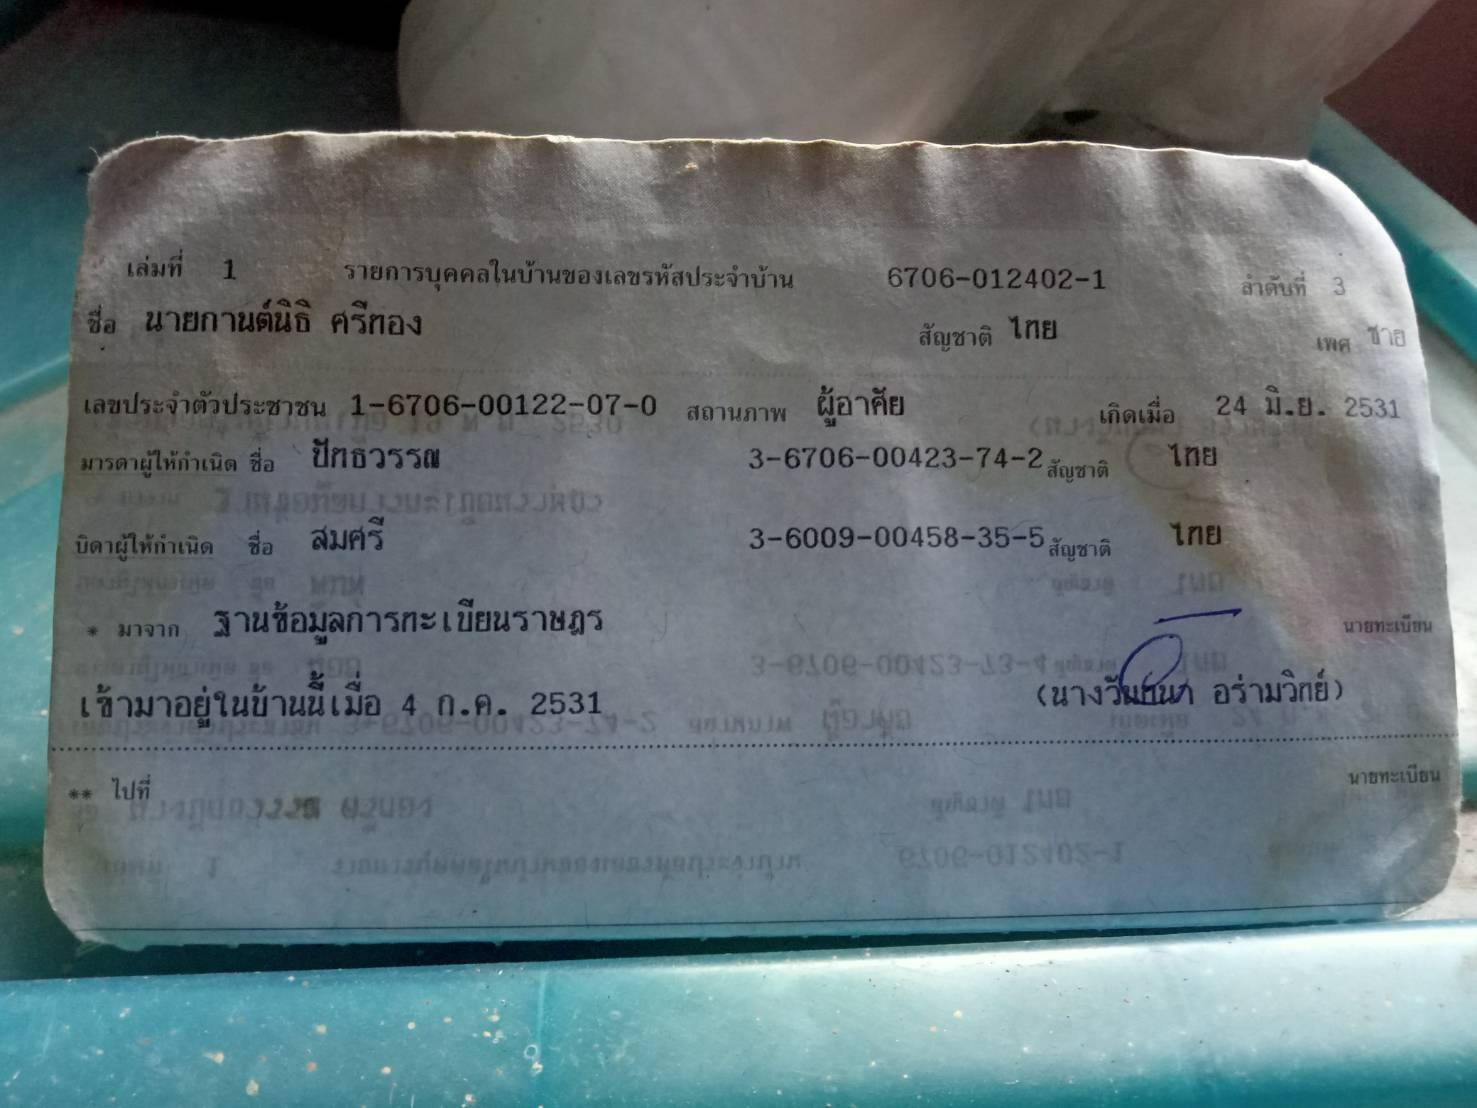 เล่มที่ 1 รายการบุคคลในบ้านของเลขรหัสประจำบ้าน 6706-012402-1 ลำดับที่ 3
ชื่อ นายกานต์นิธิ ศรีทอง สัญชาติ ไทย เพศ ชาย
เลขประจำตัวประชาชน 1-6706-00122-07-0 สถานภาพ ผู้อาศัย เกิดเมื่อ 24 มิ.ย. 2531
มารดาผู้ให้กำเนิด ชื่อ ปัทธวรรณ 3-6706-00423-74-2 สัญชาติ ไทย
บิดาผู้ให้กำเนิด ชื่อ สมศรี 3-6009-00458-35-5 สัญชาติ ไทย
* มาจาก ฐานข้อมูลการทะเบียนราษฎร นายทะเบียน
เข้ามาอยู่ในบ้านนี้เมื่อ 4 ก.ค. 2531 (นางวันทนา อร่ามวิทย์)
** ไปที่ นายทะเบียน